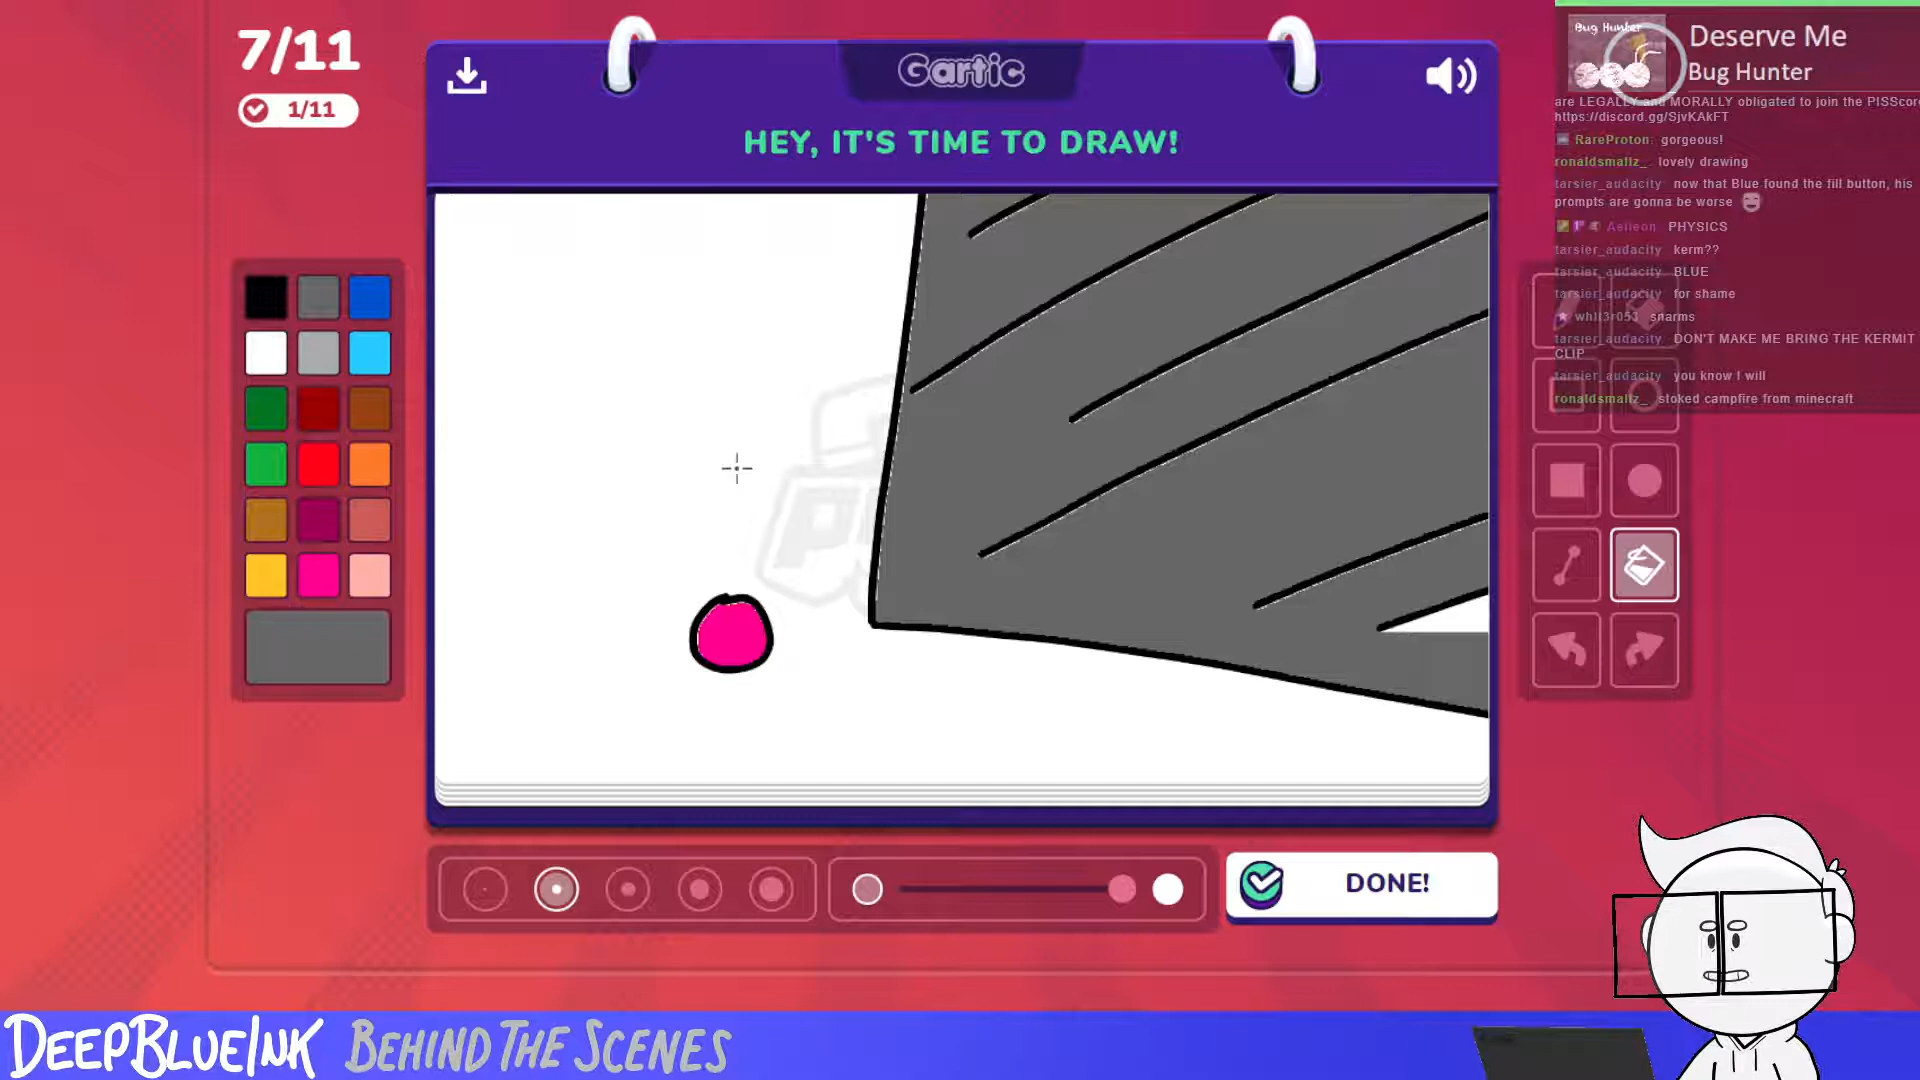 7/11
1/11
Gartic
HEY, IT'S TIME TO DRAW!
Bug Hunter
Deserve Me
Bug Hunter
are LEGALLY and MORALLY obligated to join the PISScord
https://discord.gg/SjvKAkFT
RareProton: gorgeous!
ronaldsmallz_ lovely drawing
tarsier_audacity now that Blue found the fill button, his
prompts are gonna be worse
Aelleon PHYSICS
tarsier_audacity kerm??
tarsier_audacity BLUE
tarsier_audacity for shame
whit3r053 snarms
tarsier_audacity DON'T MAKE ME BRING THE KERMIT
CLIP
tarsier_audacity you know I will
ronaldsmallz_ stoked campfire from minecraft
DONE!
DEEPBLUEINK BEHIND THE SCENES